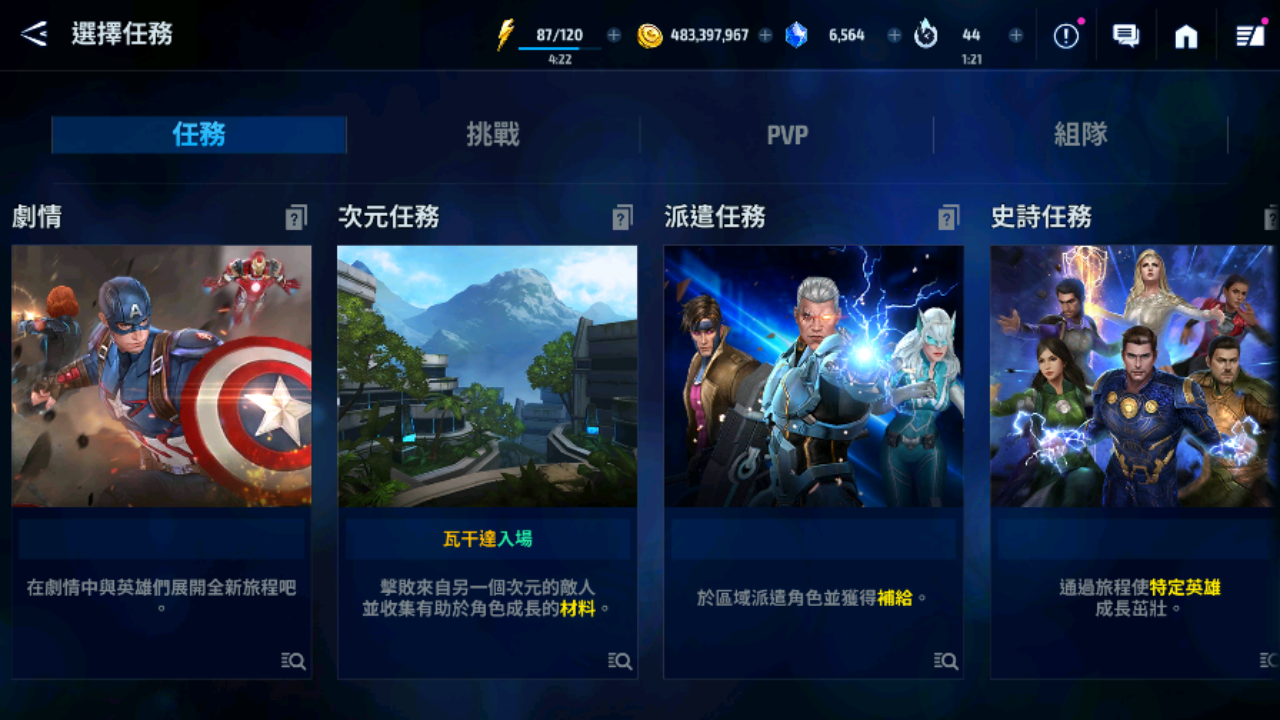 選擇任務
87/120
4:22
483,397,967
6,564
44
1:21
任務
挑戰
PVP
組隊
劇情
次元任務
派遣任務
史詩任務
瓦干達入場
在劇情中與英雄們展開全新旅程吧
。
擊敗來自另一個次元的敵人
並收集有助於角色成長的材料。
於區域派遣角色並獲得補給。
通過旅程使特定英雄
成長茁壯。